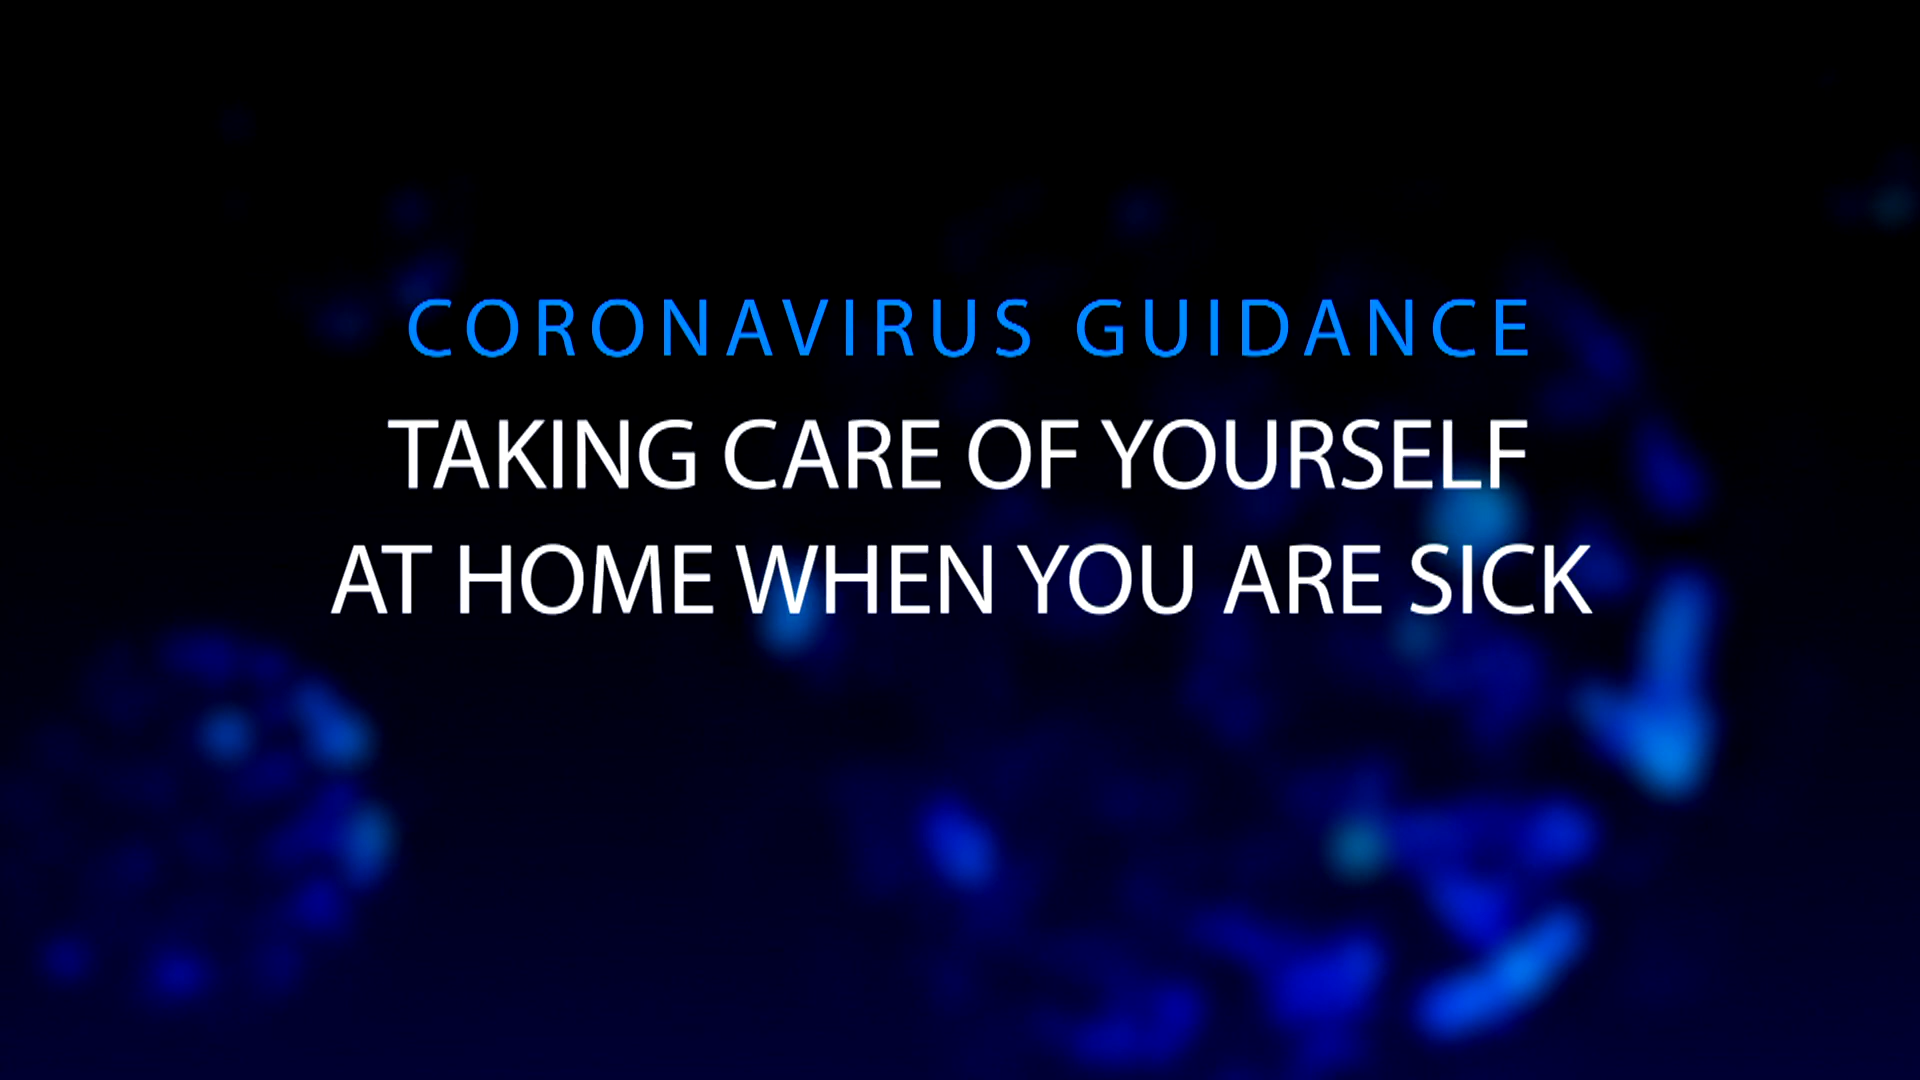 CORONAVIRUS GUIDANCE
TAKING CARE OF YOURSELF
AT HOME WHEN YOU ARE SICK